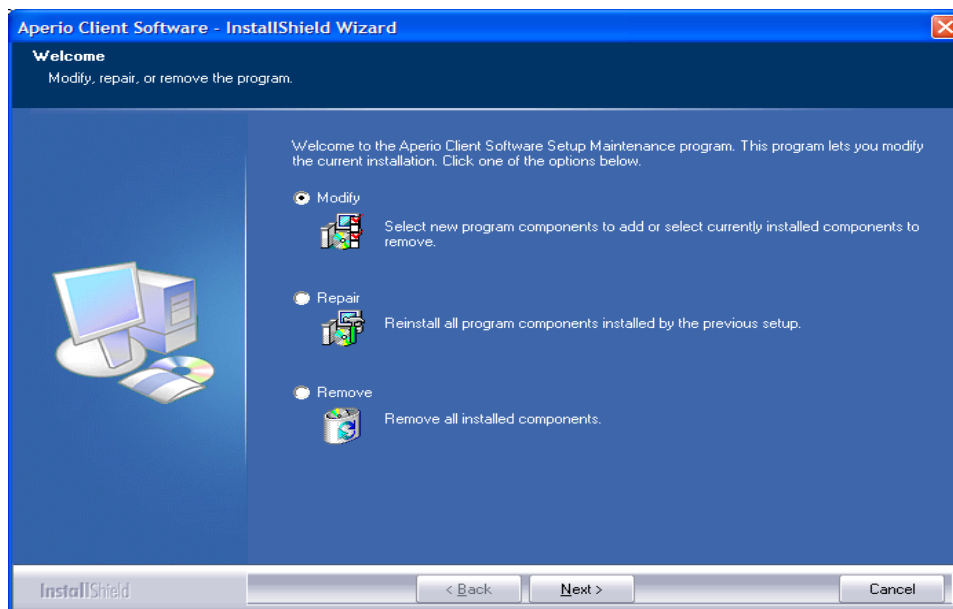 Aperio Client Software - InstallShield Wizard
Welcome
Modify, repair, or remove the program.
Welcome to the Aperio Client Software Setup Maintenance program. This program lets you modify
the current installation. Click one of the options below.
Modify
Select new program components to add or select currently installed components to
remove.
Repair
Reinstall all program components installed by the previous setup.
Remove
Remove all installed components.
InstallShield
< Back
Next >
Cancel